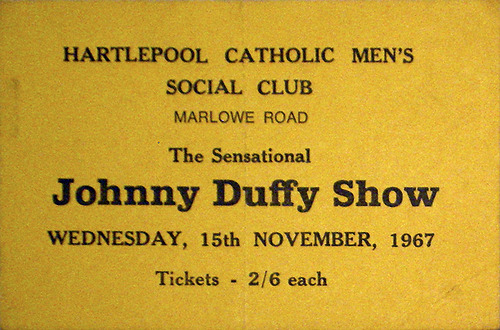 HARTLEPOOL CATHOLIC MEN'S
SOCIAL CLUB
MARLOWE ROAD
The Sensational
Johnny Duffy Show
WEDNESDAY, 15th NOVEMBER, 1967
Tickets - 2/6 each